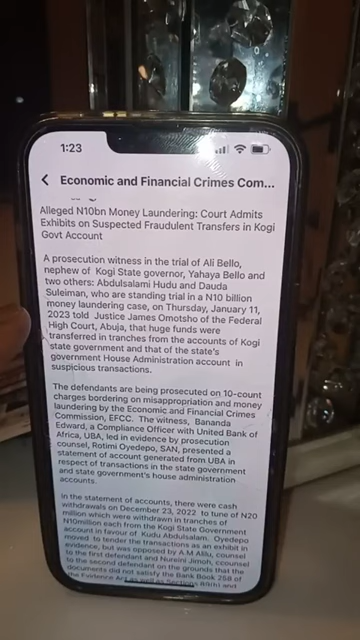 1:23
Economic and Financial Crimes Com...
Alleged N10bn Money Laundering: Court Admits
Exhibits on Suspected Fraudulent Transfers in Kogi
Govt Account
A prosecution witness in the trial of Ali Bello,
nephew of Kogi State governor, Yahaya Bello and
two others: Abdulsalami Hudu and Dauda
Suleiman, who are standing trial in a N10 billion
money laundering case, on Thursday, January 11,
2023 told Justice James Omotsho of the Federal
High Court, Abuja, that huge funds were
transferred in tranches from the accounts of Kogi
state government and that of the state's
government House Administration account in
suspicious transactions.
The defendants are being prosecuted on 10-count
charges bordering on misappropriation and money
laundering by the Economic and Financial Crimes
Commission, EFCC. The witness, Bananda
Edward, a Compliance Officer with United Bank of
Africa, UBA, led in evidence by prosecution
counsel, Rotimi Oyedepo, SAN, presented a
statement of account generated from UBA in
respect of transactions in the state government
and state government's house administration
accounts.
In the statement of accounts, there were cash
withdrawals on December 23, 2022 to tune of N20
million which were withdrawn in tranches of
N10million each from the Kogi State Government
account in favour of Kudu Abdulsalam. Oyedepo
moved to tender the transactions as an exhibit in
evidence, but was opposed by A.M Aliu, counsel
to the first defendant and Nureini Jimoh, ccounsel
to the second defendant on the grounds that the
documents did not satisfy the Bank Book 258 of
the Evidence Act as well as Sections and